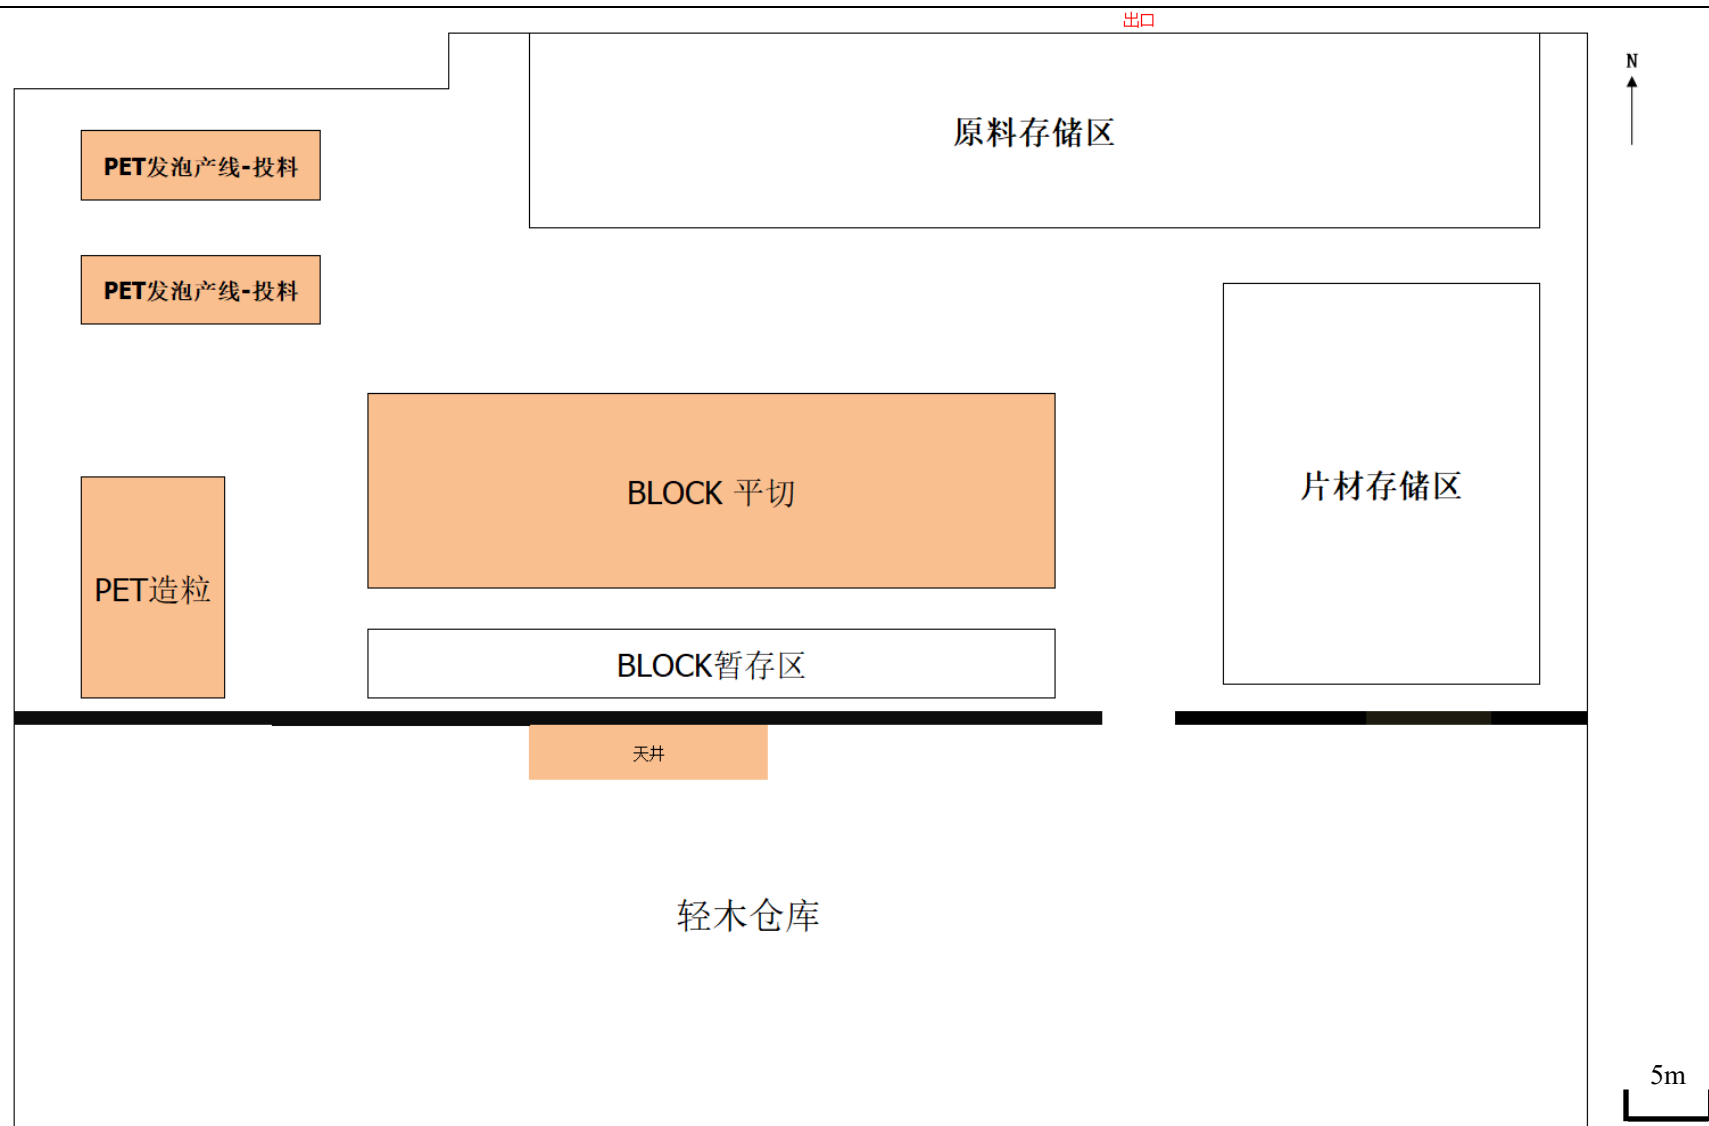 出口
N
原料存储区
PET发泡产线-投料
PET发泡产线-投料
BLOCK 平切
片材存储区
PET造粒
BLOCK暂存区
天井
轻木仓库
5m